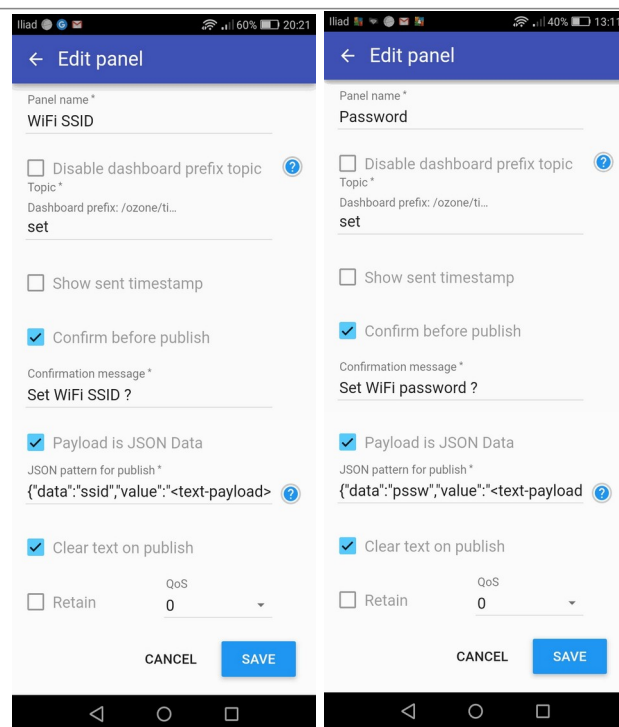 Iliad 60% 20:21
Edit panel
Panel name *
WiFi SSID
Disable dashboard prefix topic
Topic *
Dashboard prefix: /ozone/ti...
set
Show sent timestamp
Confirm before publish
Confirmation message *
Set WiFi SSID ?
Payload is JSON Data
JSON pattern for publish *
{"data":"ssid","value":"<text-payload>
Clear text on publish
Retain
QoS
0
CANCEL SAVE
Iliad 40% 13:11
Edit panel
Panel name *
Password
Disable dashboard prefix topic
Topic *
Dashboard prefix: /ozone/ti...
set
Show sent timestamp
Confirm before publish
Confirmation message *
Set WiFi password ?
Payload is JSON Data
JSON pattern for publish *
{"data":"pssw","value":"<text-payload
Clear text on publish
Retain
QoS
0
CANCEL SAVE